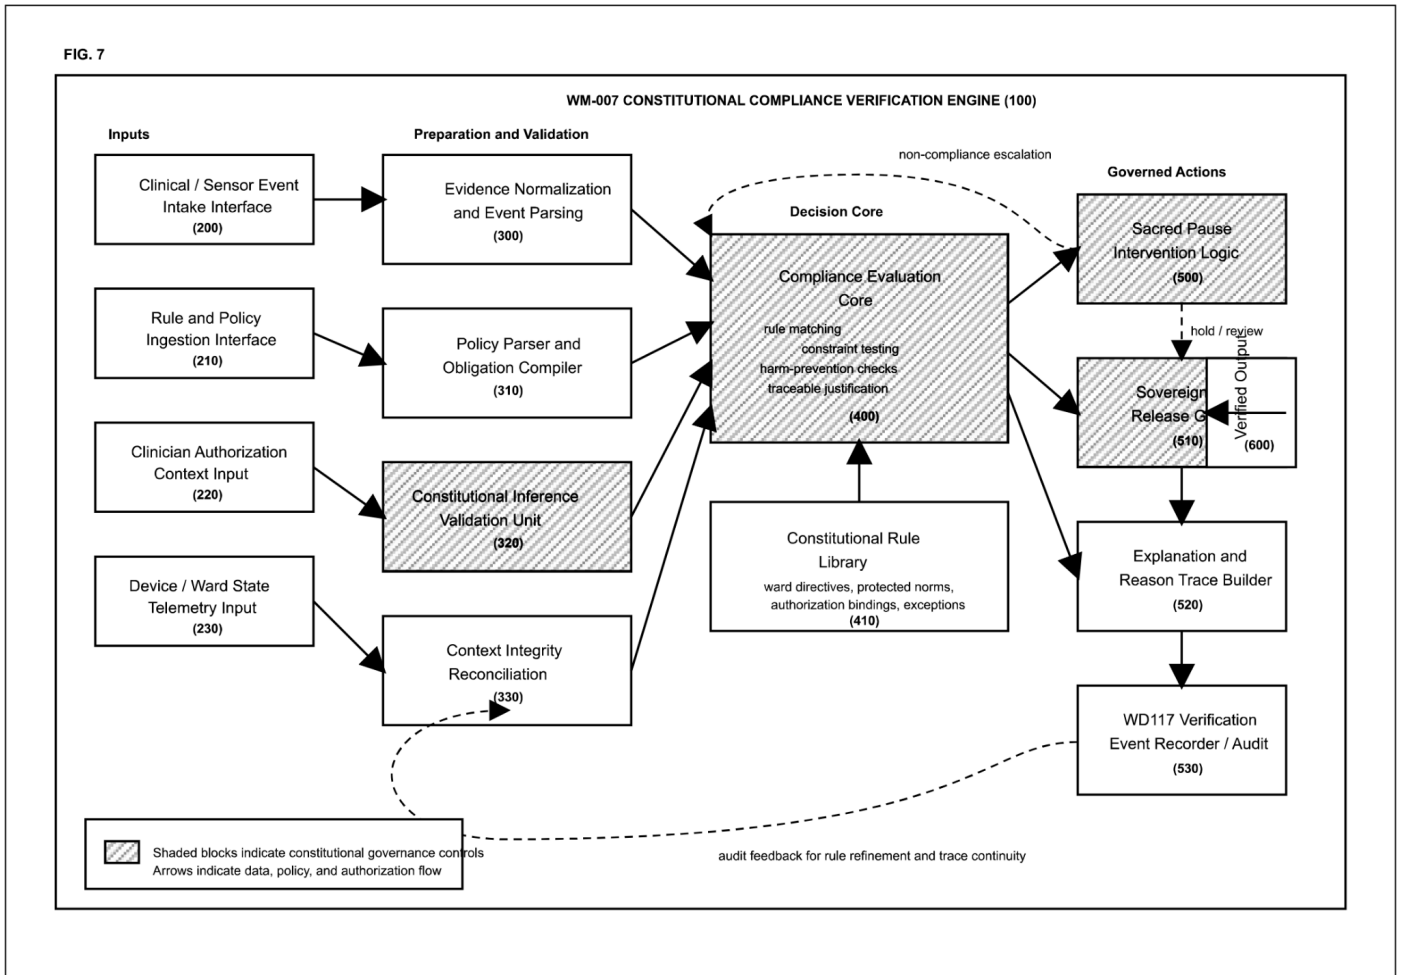 FIG. 7
WM-007 CONSTITUTIONAL COMPLIANCE VERIFICATION ENGINE (100)
Inputs
Clinical / Sensor Event
Intake Interface
(200)
Rule and Policy
Ingestion Interface
(210)
Clinician Authorization
Context Input
(220)
Device / Ward State
Telemetry Input
(230)
Preparation and Validation
Evidence Normalization
and Event Parsing
(300)
Policy Parser and
Obligation Compiler
(310)
Constitutional Inference
Validation Unit
(320)
Context Integrity
Reconciliation
(330)
non-compliance escalation
Decision Core
Compliance Evaluation
Core
rule matching
constraint testing
harm-prevention checks
traceable justification
(400)
Constitutional Rule
Library
ward directives, protected norms,
authorization bindings, exceptions
(410)
Governed Actions
Sacred Pause
Intervention Logic
(500)
hold / review
Sovereign
Release G
(510)
Verified Output
(600)
Explanation and
Reason Trace Builder
(520)
WD117 Verification
Event Recorder / Audit
(530)
Shaded blocks indicate constitutional governance controls
Arrows indicate data, policy, and authorization flow
audit feedback for rule refinement and trace continuity